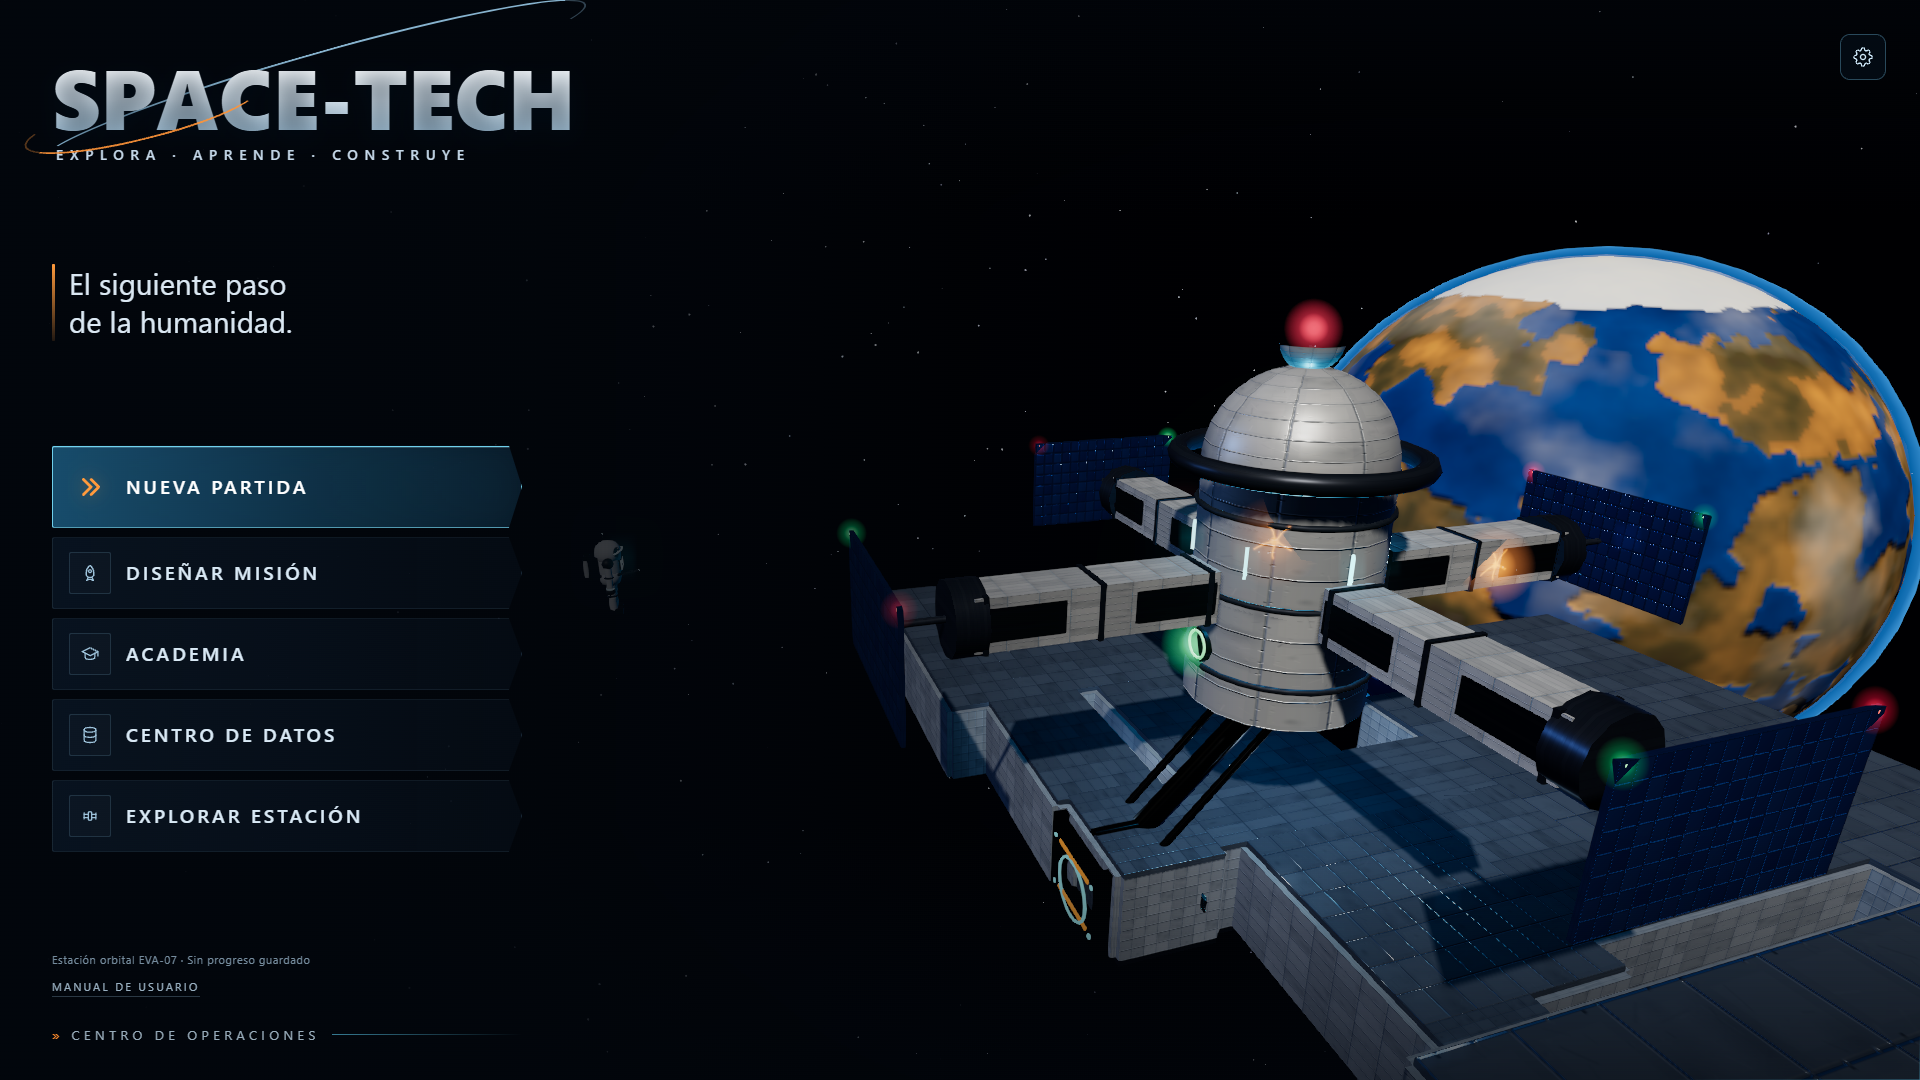 SPACE-TECH
EXPLORA · APRENDE · CONSTRUYE
El siguiente paso
de la humanidad.
NUEVA PARTIDA
DISEÑAR MISIÓN
ACADEMIA
CENTRO DE DATOS
EXPLORAR ESTACIÓN
Estación orbital EVA-07 · Sin progreso guardado
MANUAL DE USUARIO
» CENTRO DE OPERACIONES